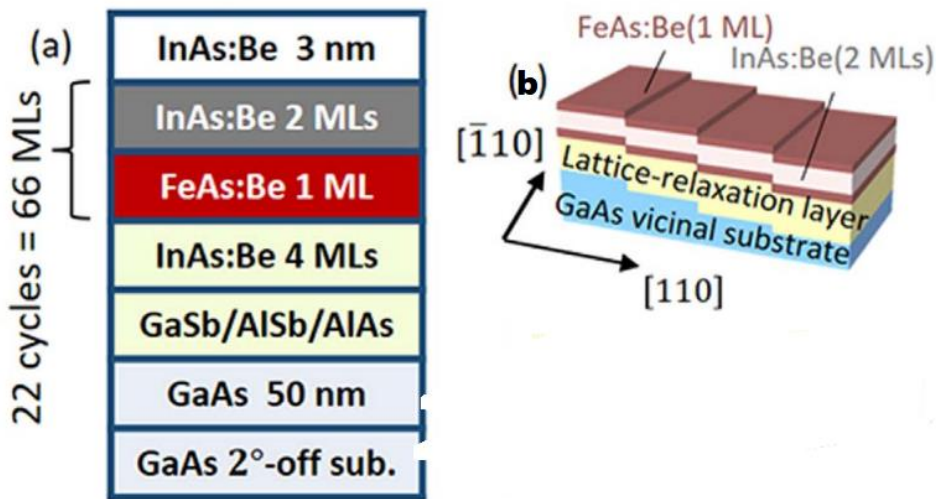 (a)
InAs:Be 3 nm
InAs:Be 2 MLs
FeAs:Be 1 ML
InAs:Be 4 MLs
GaSb/AlSb/AlAs
GaAs 50 nm
GaAs 2°-off sub.
22 cycles = 66 MLs
(b)
FeAs:Be(1 ML)
InAs:Be(2 MLs)
[1̄10]
Lattice-relaxation layer
GaAs vicinal substrate
[110]